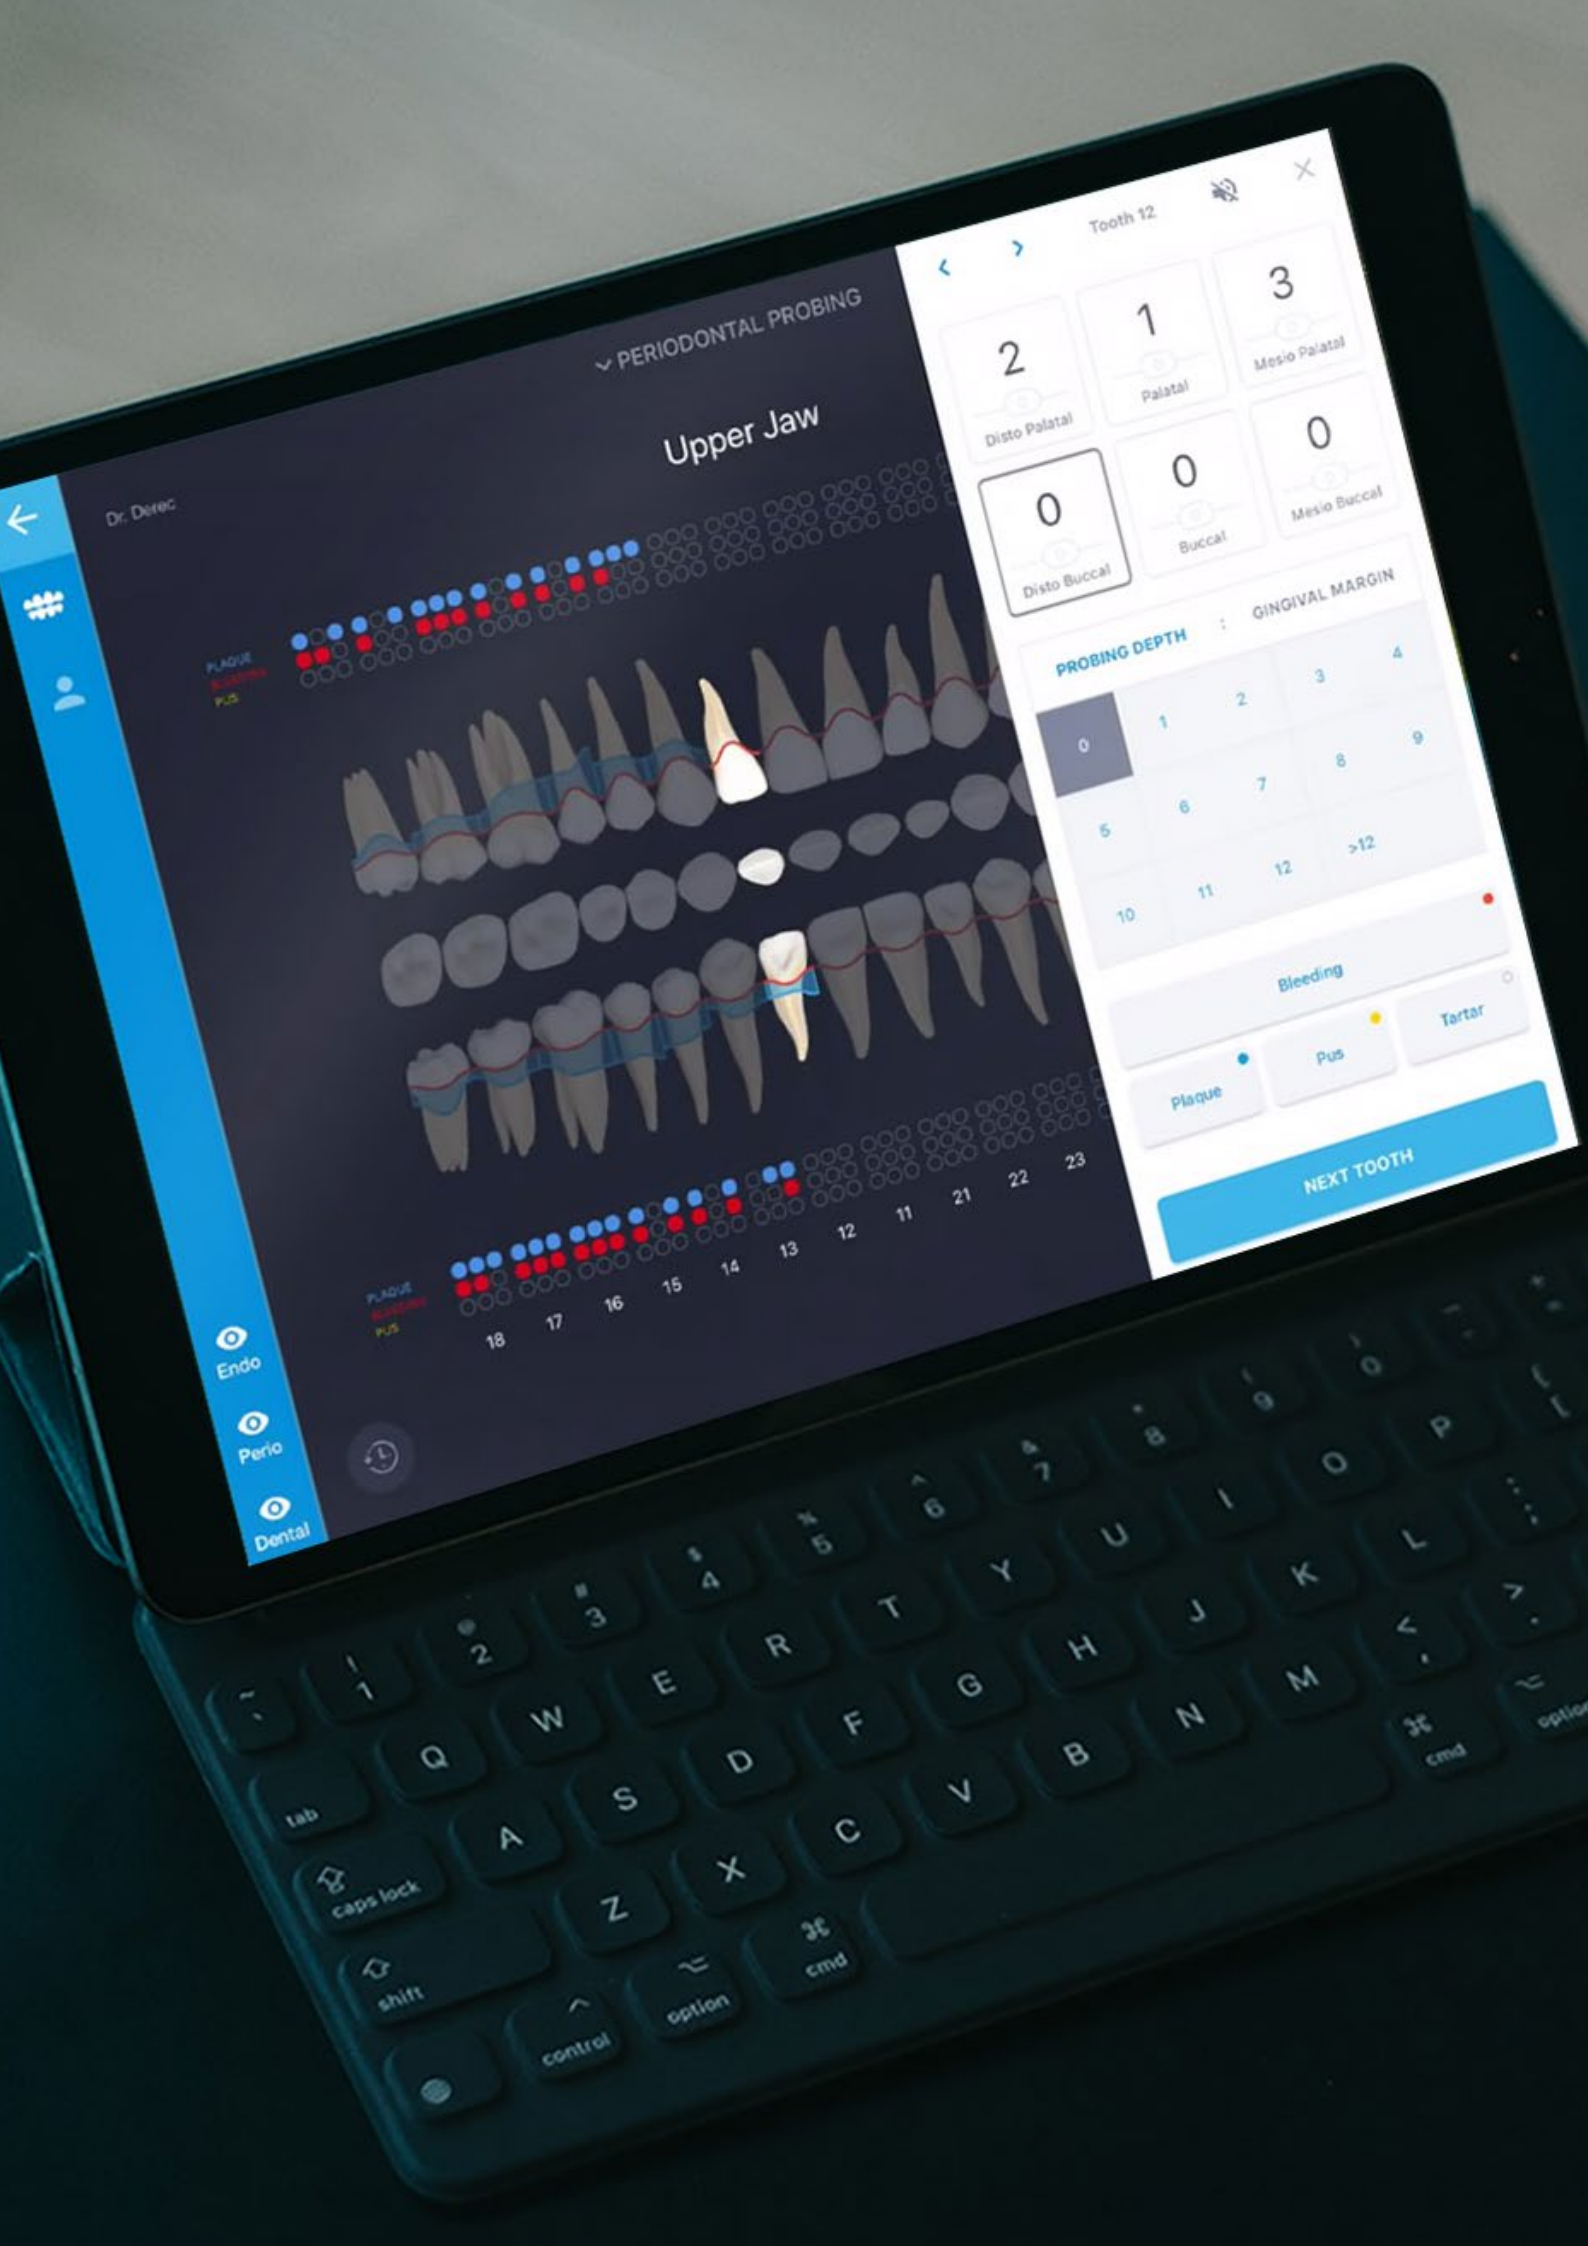 Dr. Derec
PERIODONTAL PROBING
Upper Jaw
PLAQUE
BLEEDING
PUS
PLAQUE
BLEEDING
PUS
18 17 16 15 14 13 12 11 21 22 23
Endo
Perio
Dental
Tooth 12
2 1 3
Disto Palatal Palatal Mesio Palatal
0 0 0
Disto Buccal Buccal Mesio Buccal
PROBING DEPTH : GINGIVAL MARGIN
0 1 2 3 4
5 6 7 8 9
10 11 12 >12
Bleeding
Plaque Pus Tartar
NEXT TOOTH
~ ! @ # $ % ^ & * ( )
` 1 2 3 4 5 6 7 8 9 0
tab Q W E R T Y U I O P { [
caps lock A S D F G H J K L : ;
shift Z X C V B N M < , > .
control option cmd cmd option